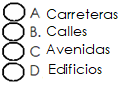 A Carreteras
B. Calles
C Avenidas
D Edificios